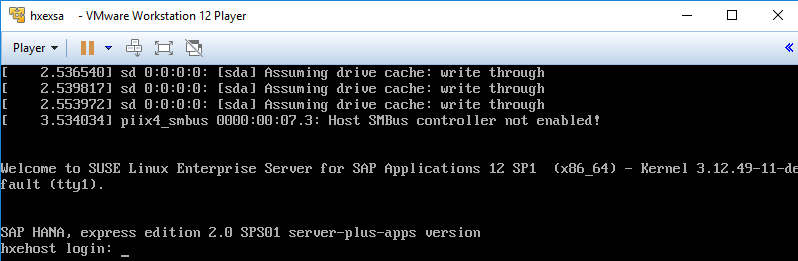 hxexsa - VMware Workstation 12 Player
Player
[    2.536540] sd 0:0:0:0: [sda] Assuming drive cache: write through
[    2.539817] sd 0:0:0:0: [sda] Assuming drive cache: write through
[    2.553972] sd 0:0:0:0: [sda] Assuming drive cache: write through
[    3.534034] piix4_smbus 0000:00:07.3: Host SMBus controller not enabled!
Welcome to SUSE Linux Enterprise Server for SAP Applications 12 SP1  (x86_64) - Kernel 3.12.49-11-de
fault (tty1).
SAP HANA, express edition 2.0 SPS01 server-plus-apps version
hxehost login: _